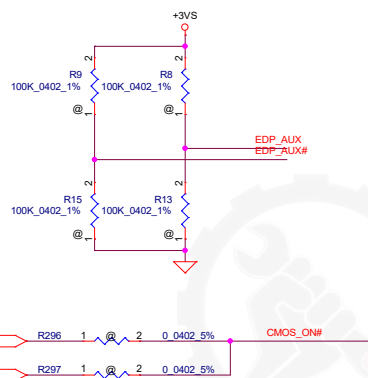 +3VS
2
2
R9
R8
100K_0402_1%
100K_0402_1%
@
1
@
1
EDP_AUX
EDP_AUX#
2
2
R15
R13
100K_0402_1%
100K_0402_1%
@
1
@
1
R296 1 @ 2 0_0402_5% CMOS_ON#
R297 1 @ 2 0_0402_5%